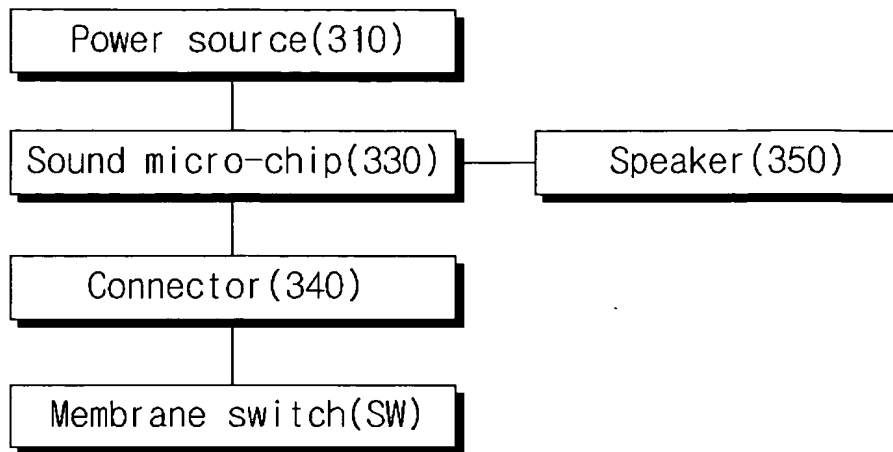 Power source(310)
Sound micro-chip(330)
Speaker(350)
Connector(340)
Membrane switch(SW)